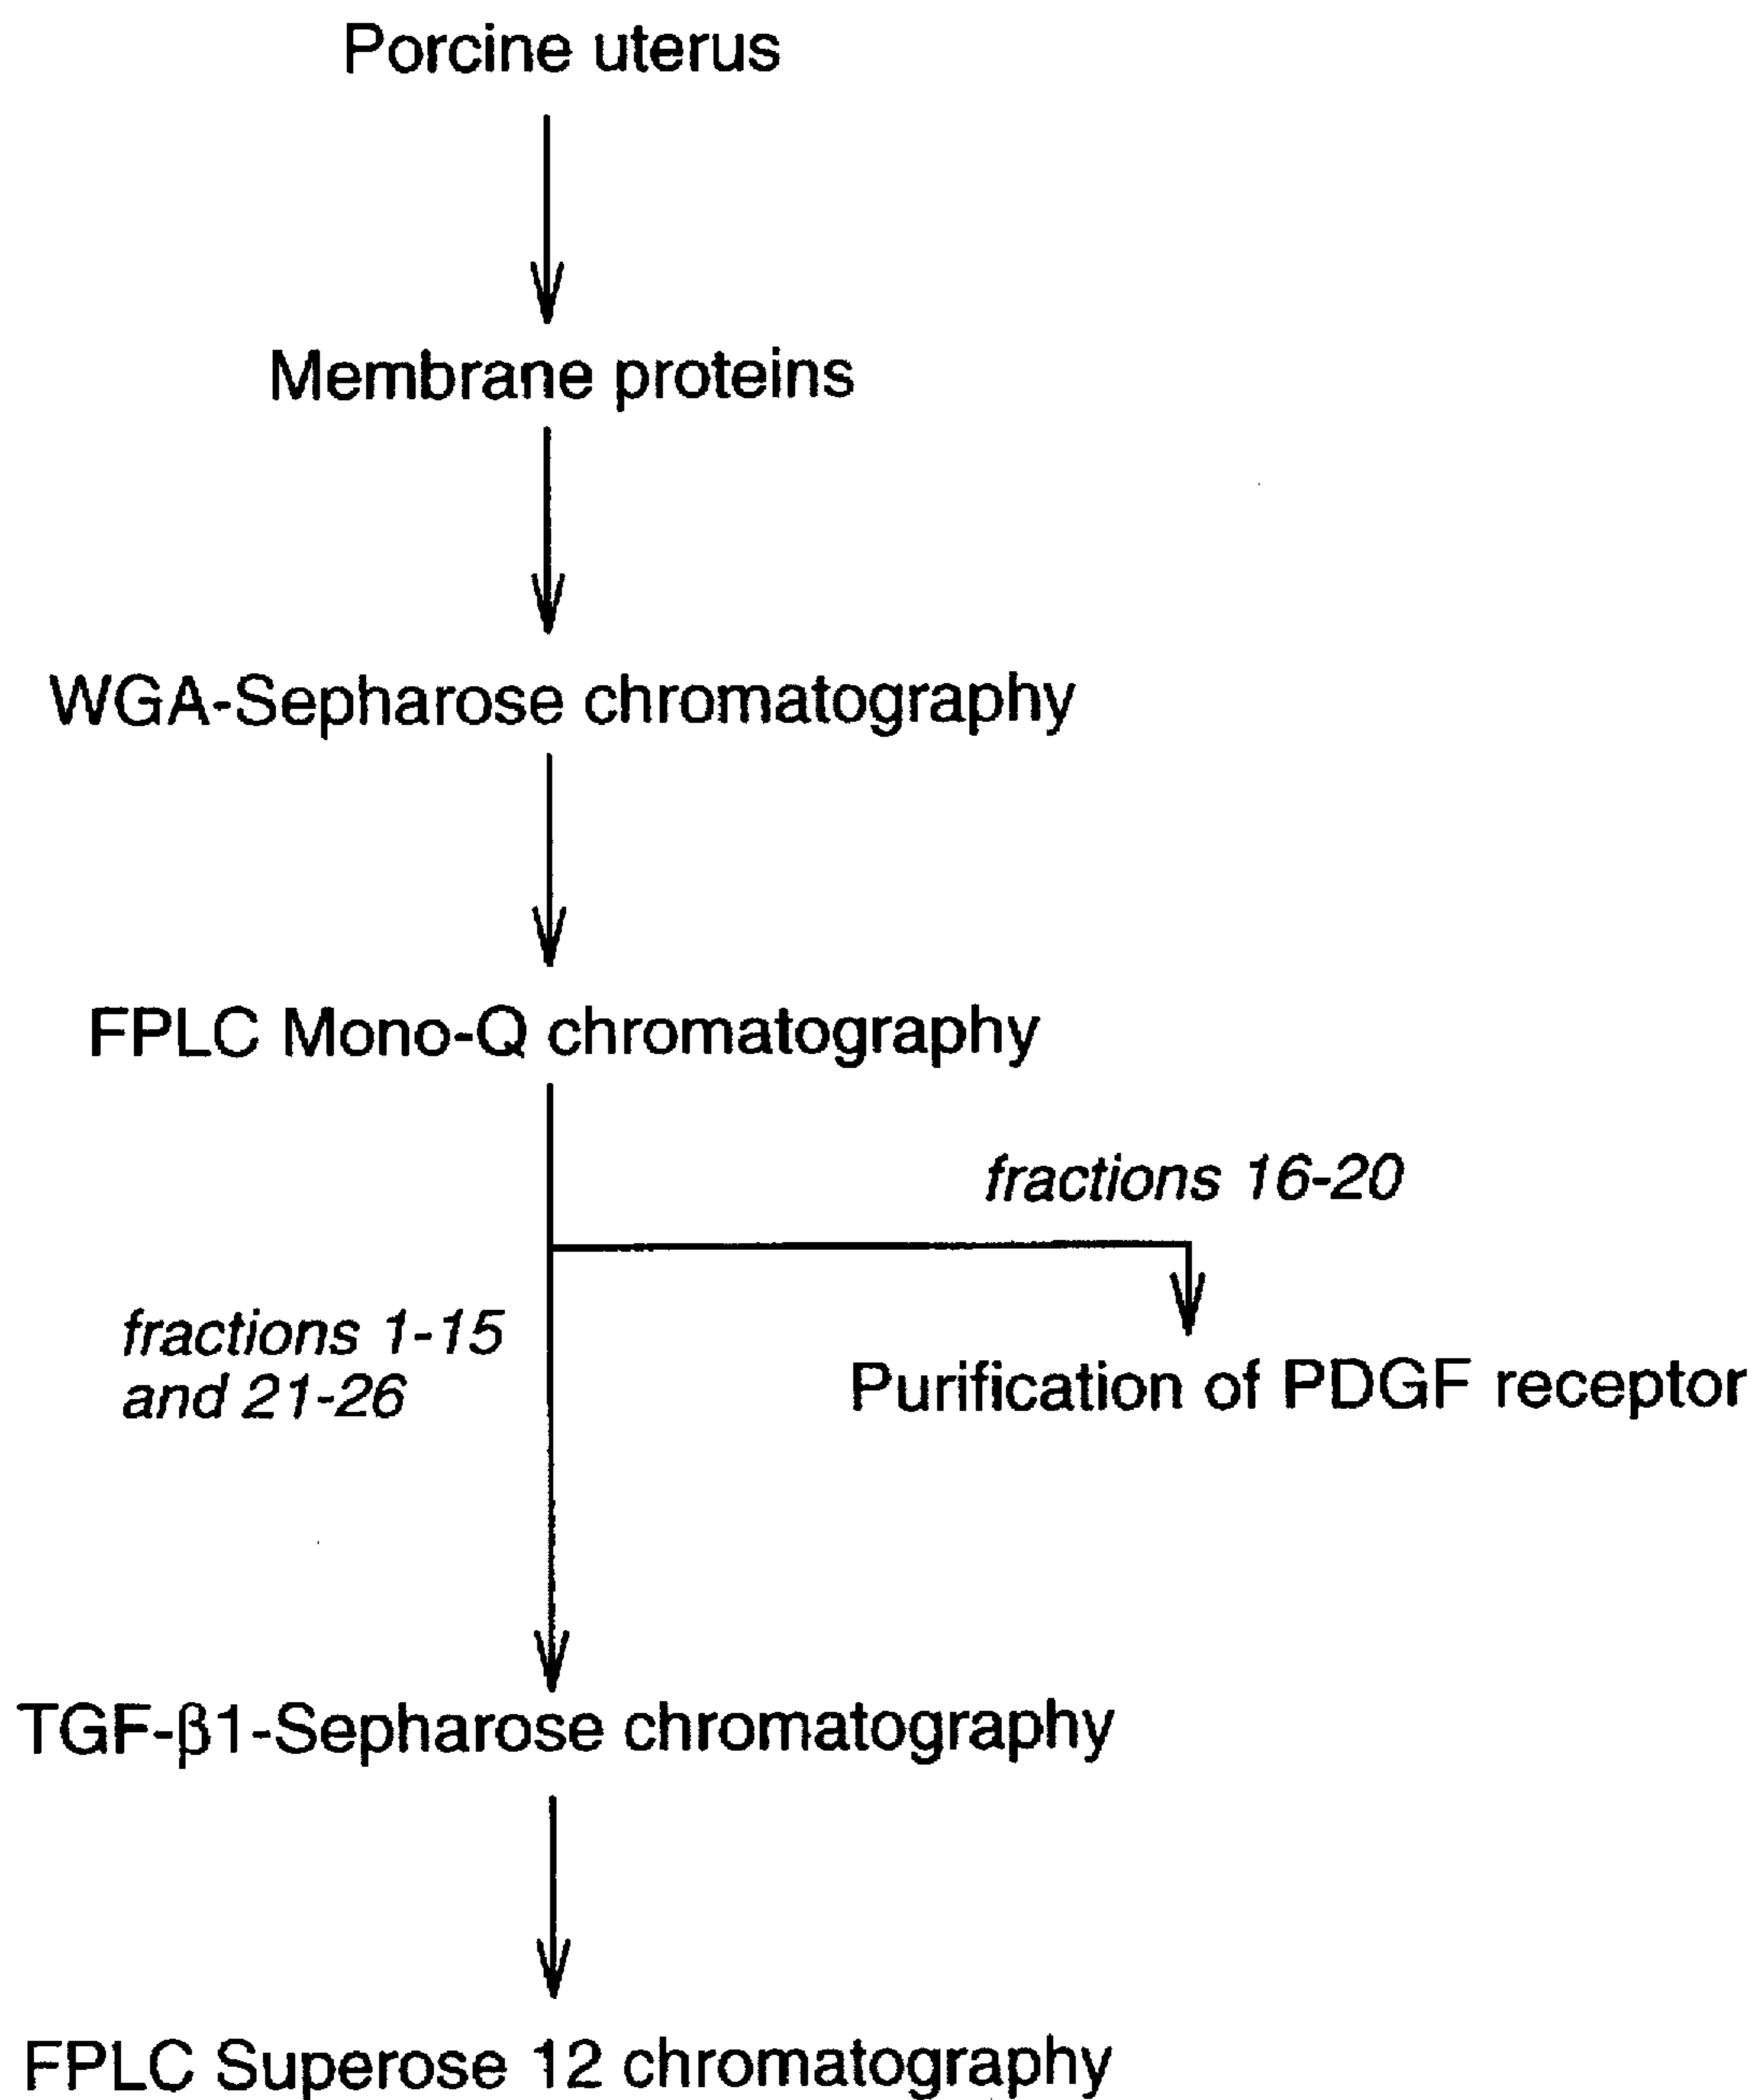 Porcine uterus
Membrane proteins
WGA-Sepharose chromatography
FPLC Mono-Q chromatography
fractions 16-20
fractions 1-15
and 21-26
Purification of PDGF receptor
TGF-β1-Sepharose chromatography
FPLC Superose 12 chromatography